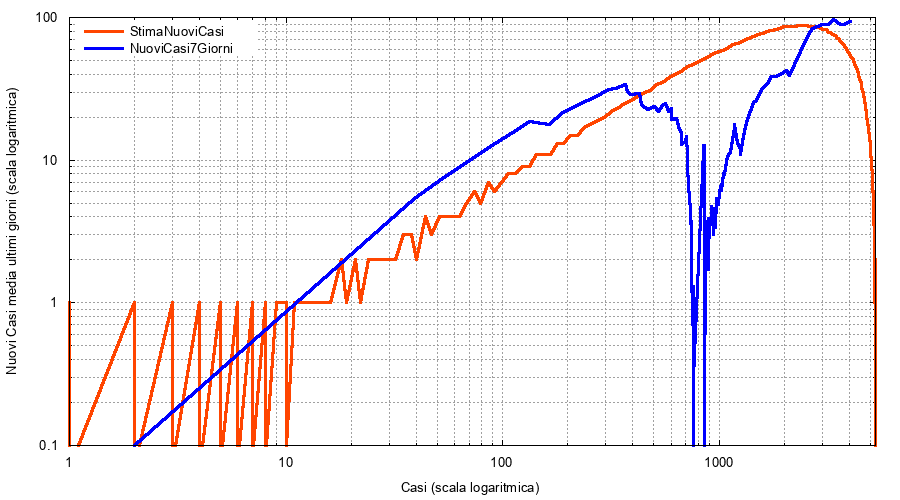 100
StimaNuoviCasi
NuoviCasi7Giorni
Nuovi Casi media ultimi giorni (scala logaritmica)
10
1
0.1
1
10
100
1000
Casi (scala logaritmica)